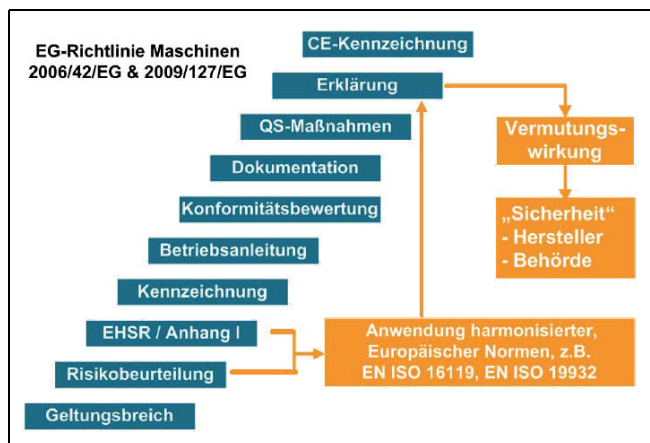 EG-Richtlinie Maschinen
2006/42/EG & 2009/127/EG
CE-Kennzeichnung
Erklärung
QS-Maßnahmen
Dokumentation
Konformitätsbewertung
Betriebsanleitung
Kennzeichnung
EHSR / Anhang I
Risikobeurteilung
Geltungsbreich
Vermutungs-
wirkung
„Sicherheit“
- Hersteller
- Behörde
Anwendung harmonisierter,
Europäischer Normen, z.B.
EN ISO 16119, EN ISO 19932